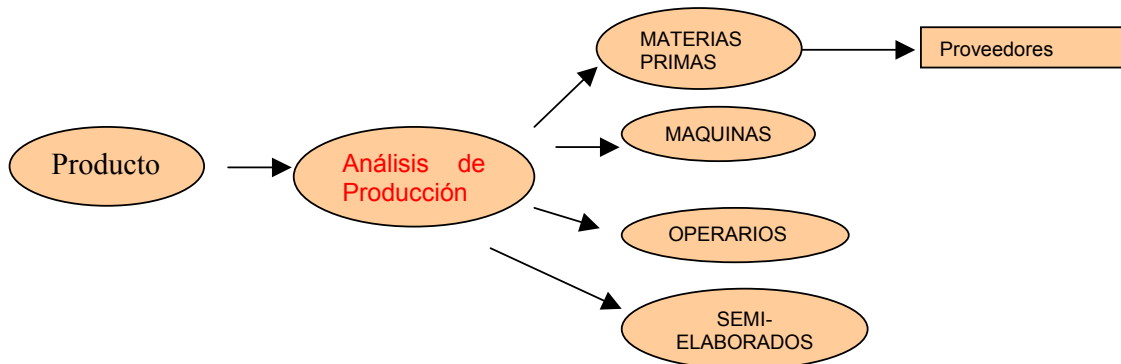 Producto
Análisis de
Producción
MATERIAS
PRIMAS
Proveedores
MAQUINAS
OPERARIOS
SEMI-
ELABORADOS